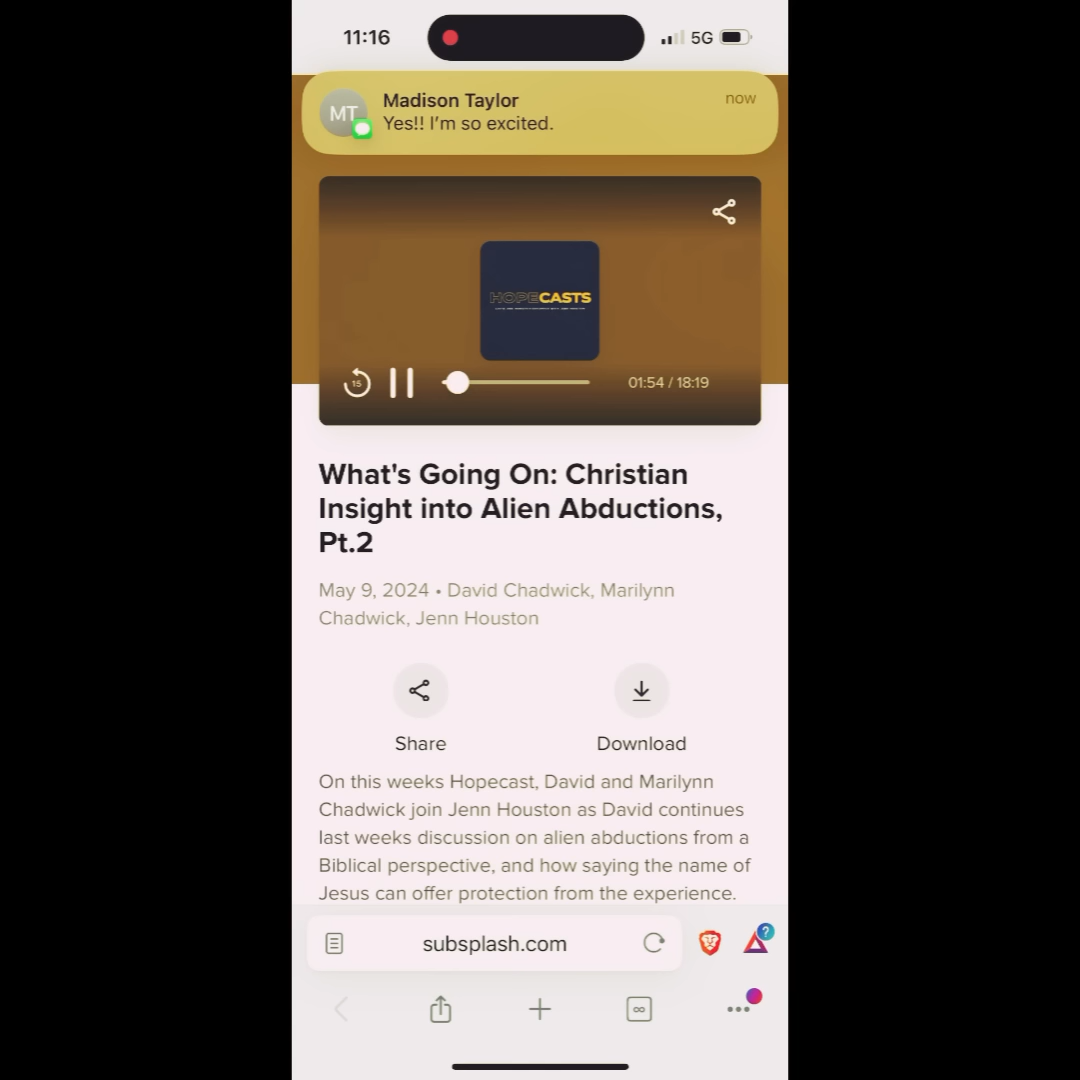 11:16
5G
MT
Madison Taylor
now
Yes!! I'm so excited.
HOPECASTS
15
01:54 / 18:19
What's Going On: Christian
Insight into Alien Abductions,
Pt.2
May 9, 2024 • David Chadwick, Marilynn
Chadwick, Jenn Houston
Share
Download
On this weeks Hopecast, David and Marilynn
Chadwick join Jenn Houston as David continues
last weeks discussion on alien abductions from a
Biblical perspective, and how saying the name of
Jesus can offer protection from the experience.
subsplash.com
?
∞